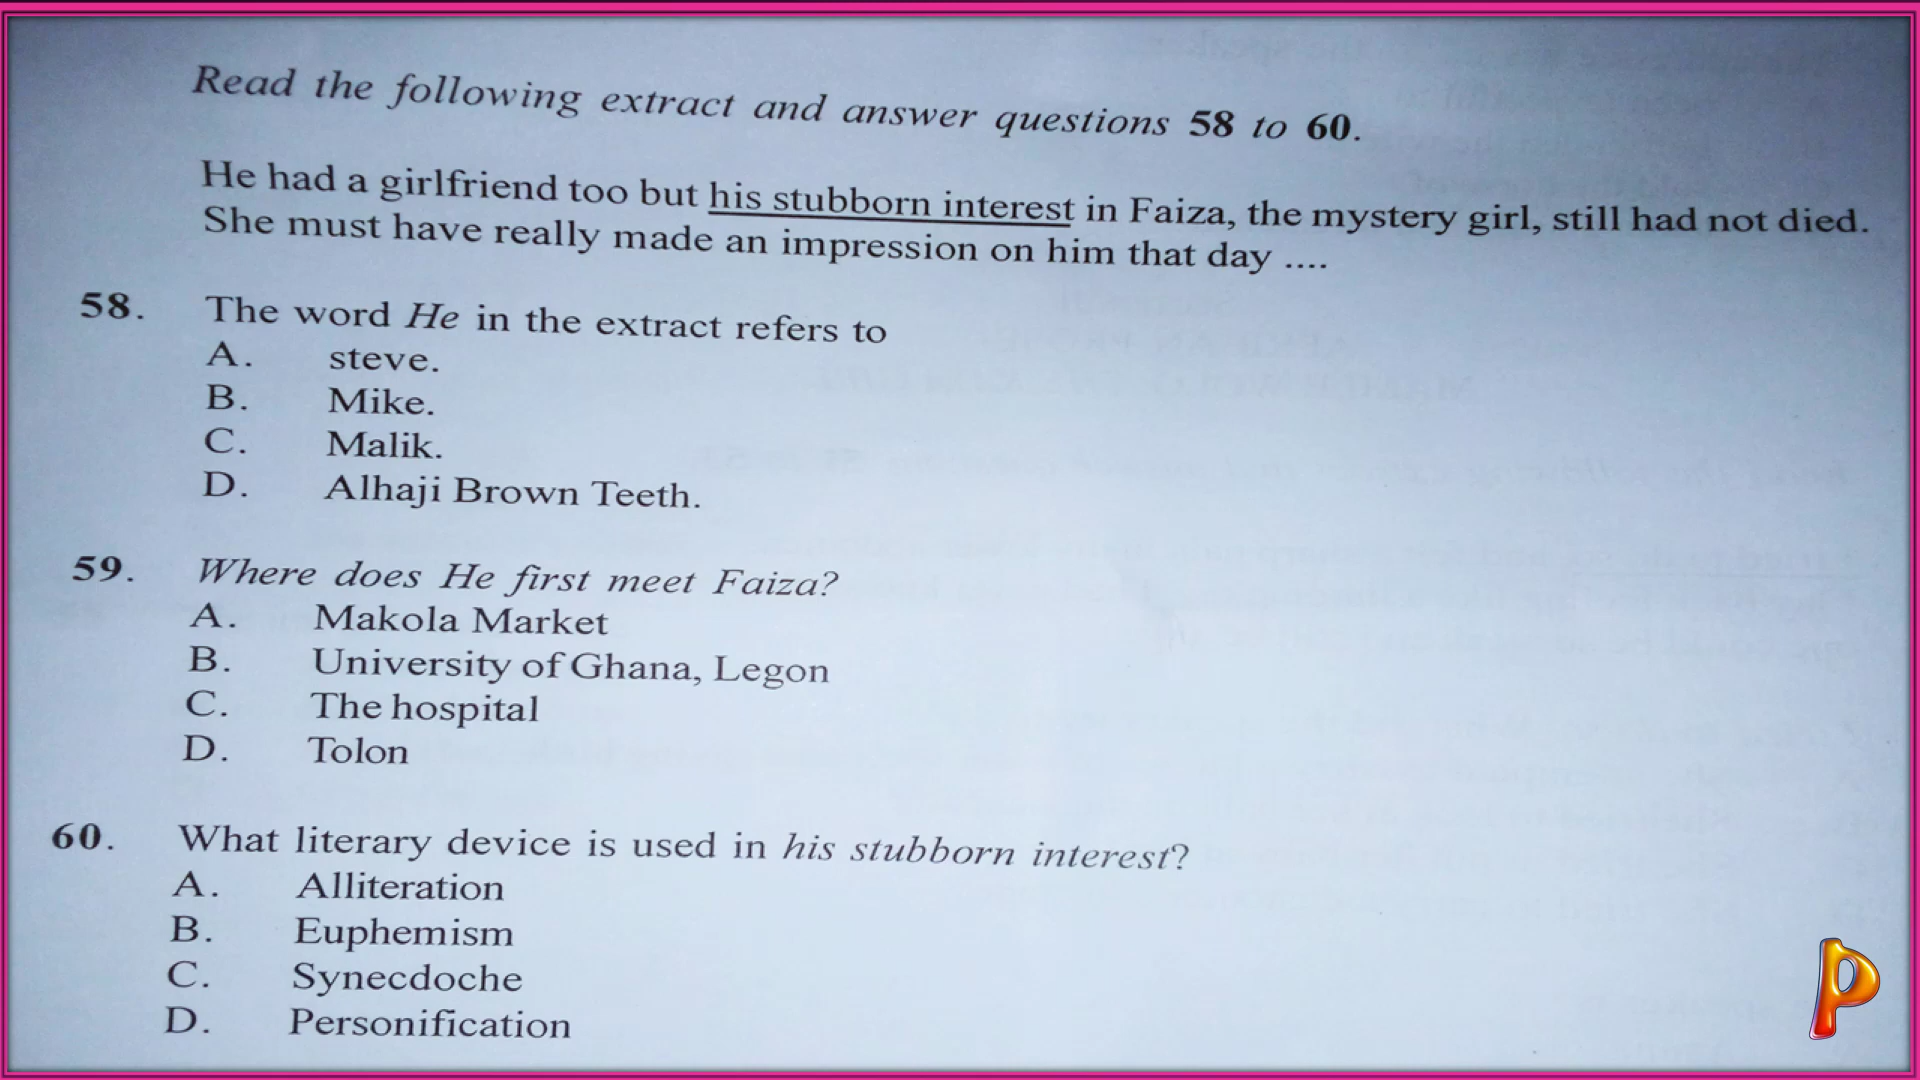 Read the following extract and answer questions 58 to 60.
He had a girlfriend too but his stubborn interest in Faiza, the mystery girl, still had not died.
She must have really made an impression on him that day ....
58. The word He in the extract refers to
A. steve.
B. Mike.
C. Malik.
D. Alhaji Brown Teeth.
59. Where does He first meet Faiza?
A. Makola Market
B. University of Ghana, Legon
C. The hospital
D. Tolon
60. What literary device is used in his stubborn interest?
A. Alliteration
B. Euphemism
C. Synecdoche
D. Personification
P